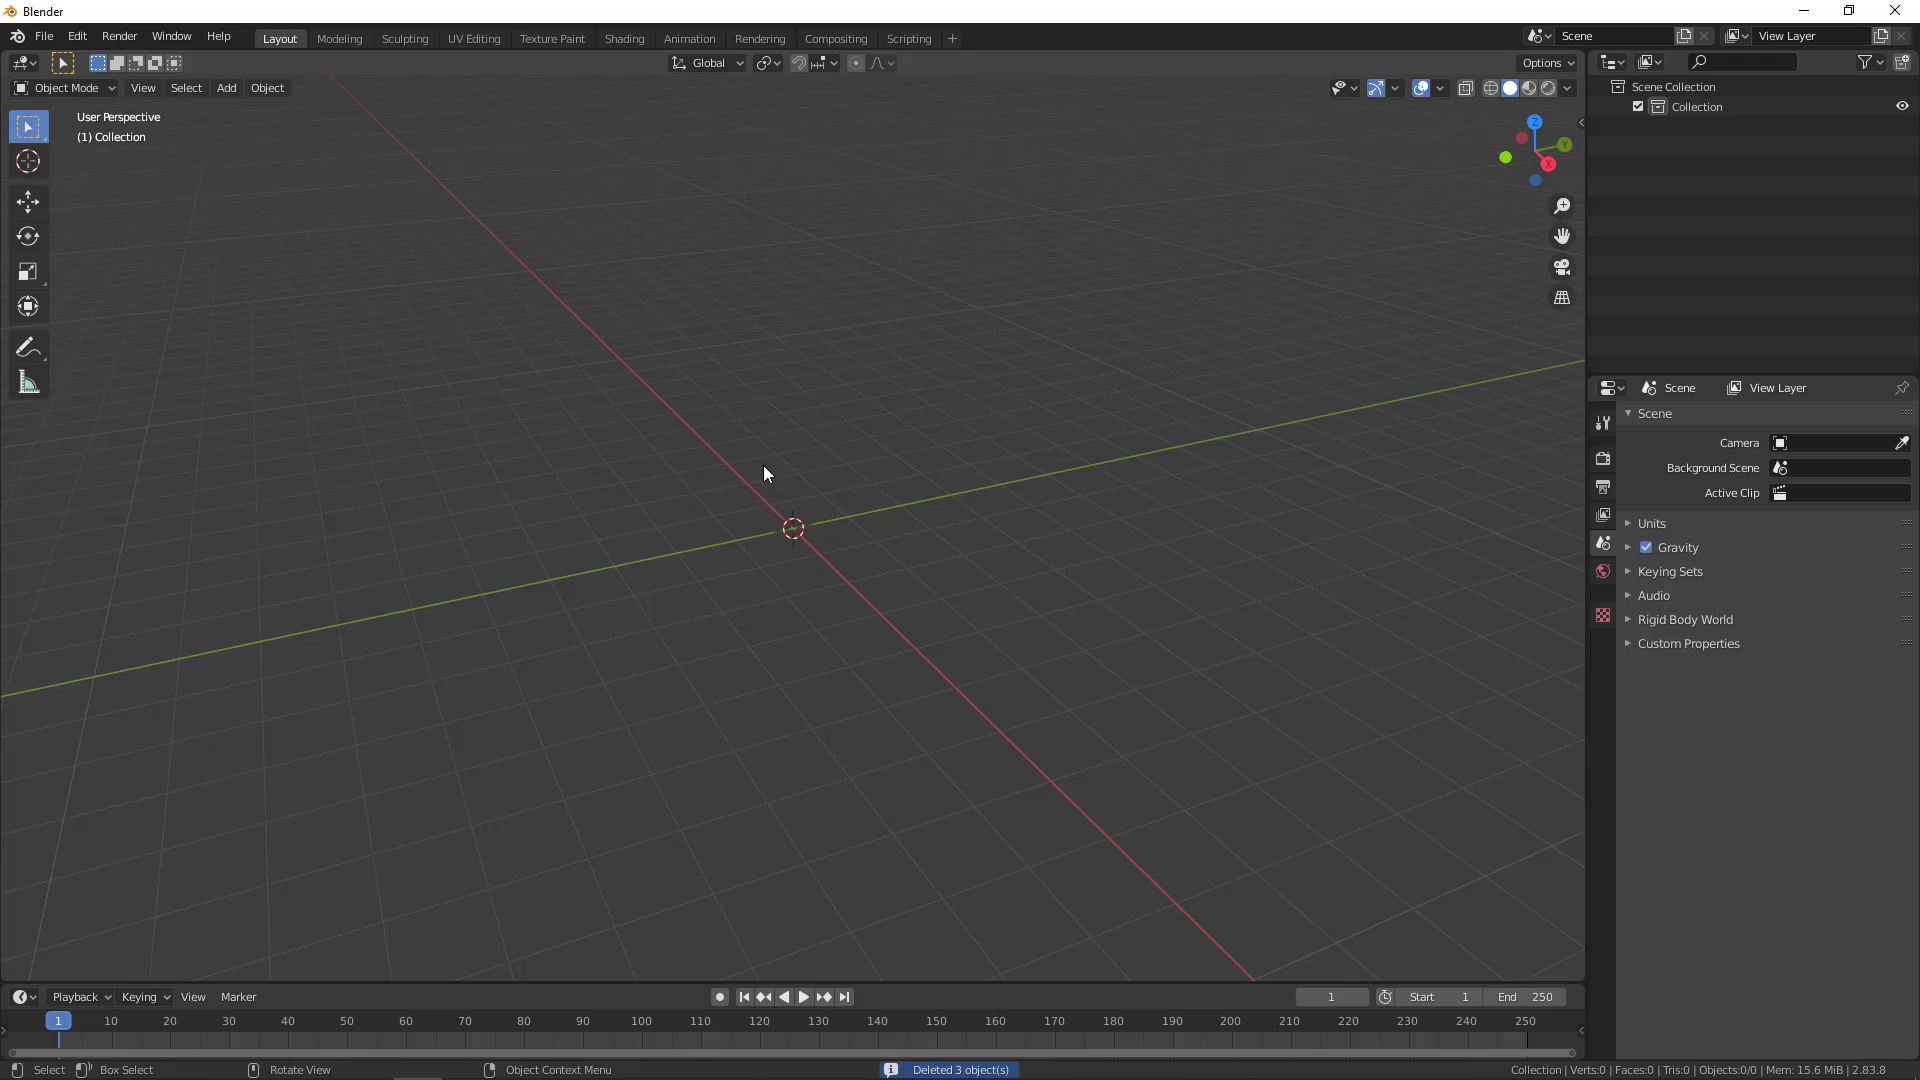 Blender
File Edit Render Window Help Layout Modeling Sculpting UV Editing Texture Paint Shading Animation Rendering Compositing Scripting + Scene View Layer
Global Options
Object Mode View Select Add Object
User Perspective
(1) Collection
Z
Y
X
Scene Collection
Collection
Scene View Layer
Scene
Camera
Background Scene
Active Clip
Units
Gravity
Keying Sets
Audio
Rigid Body World
Custom Properties
Playback Keying View Marker 1 Start 1 End 250
1 10 20 30 40 50 60 70 80 90 100 110 120 130 140 150 160 170 180 190 200 210 220 230 240 250
Select Box Select Rotate View Object Context Menu Deleted 3 object(s) Collection | Verts:0 | Faces:0 | Tris:0 | Objects:0/0 | Mem: 15.6 MiB | 2.83.8